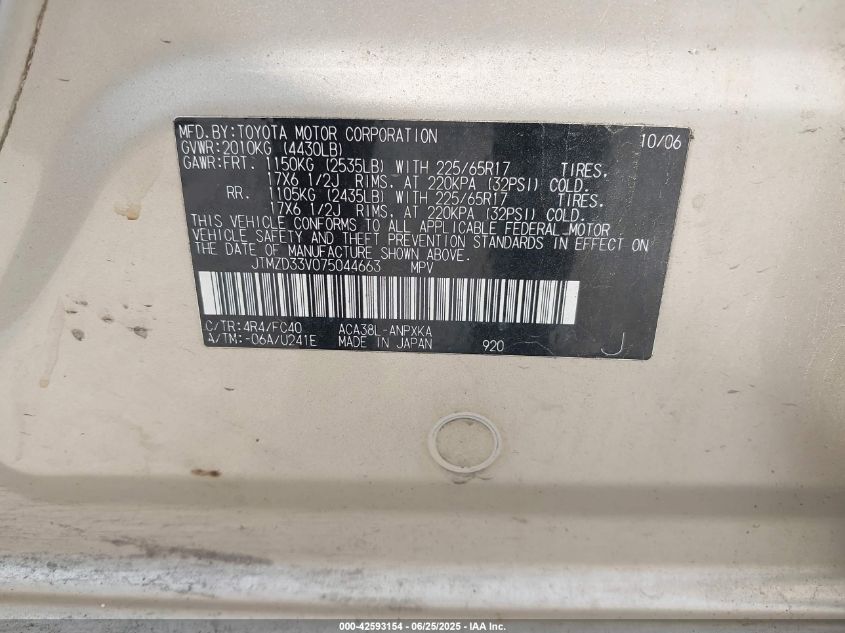 MFD.BY:TOYOTA MOTOR CORPORATION 10/06
GVWR:2010KG (4430LB)
GAWR:FRT. 1150KG (2535LB) WITH 225/65R17 TIRES,
17X6 1/2J RIMS, AT 220KPA (32PSI) COLD.
RR. 1105KG (2435LB) WITH 225/65R17 TIRES,
17X6 1/2J RIMS, AT 220KPA (32PSI) COLD.
THIS VEHICLE CONFORMS TO ALL APPLICABLE FEDERAL MOTOR
VEHICLE SAFETY AND THEFT PREVENTION STANDARDS IN EFFECT ON
THE DATE OF MANUFACTURE SHOWN ABOVE.
JTMZD33V075044663 MPV
C/TR:4R4/FC40 ACA38L-ANPXKA
A/TM:-06A/U241E MADE IN JAPAN 920 J
000-42593154 - 06/25/2025 - IAA Inc.